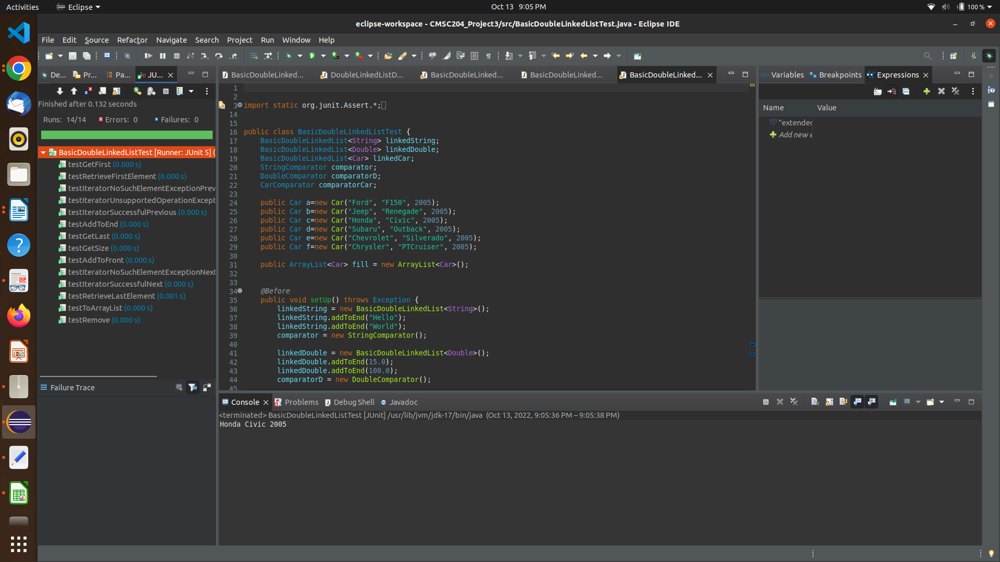 Activities Eclipse Oct 13 9:05 PM 100 %
eclipse-workspace - CMSC204_Project3/src/BasicDoubleLinkedListTest.java - Eclipse IDE
File Edit Source Refactor Navigate Search Project Run Window Help
De... Pr... Pa... JU...
Finished after 0.132 seconds
Runs: 14/14 Errors: 0 Failures: 0
BasicDoubleLinkedListTest [Runner: JUnit 5] (
testGetFirst (0.000 s)
testRetrieveFirstElement (0.000 s)
testIteratorNoSuchElementExceptionPrev
testIteratorUnsupportedOperationExcept
testIteratorSuccessfulPrevious (0.000 s)
testAddToEnd (0.000 s)
testGetLast (0.000 s)
testGetSize (0.000 s)
testAddToFront (0.000 s)
testIteratorNoSuchElementExceptionNext
testIteratorSuccessfulNext (0.000 s)
testRetrieveLastElement (0.001 s)
testToArrayList (0.000 s)
testRemove (0.000 s)
Failure Trace
BasicDoubleLinked... DoubleLinkedListD... BasicDoubleLinked... BasicDoubleLinked... BasicDoubleLinked...
1
2
3 import static org.junit.Assert.*;
14
15
16 public class BasicDoubleLinkedListTest {
17 BasicDoubleLinkedList<String> linkedString;
18 BasicDoubleLinkedList<Double> linkedDouble;
19 BasicDoubleLinkedList<Car> linkedCar;
20 StringComparator comparator;
21 DoubleComparator comparatorD;
22 CarComparator comparatorCar;
23
24 public Car a=new Car("Ford", "F150", 2005);
25 public Car b=new Car("Jeep", "Renegade", 2005);
26 public Car c=new Car("Honda", "Civic", 2005);
27 public Car d=new Car("Subaru", "Outback", 2005);
28 public Car e=new Car("Chevrolet", "Silverado", 2005);
29 public Car f=new Car("Chrysler", "PTCruiser", 2005);
30
31 public ArrayList<Car> fill = new ArrayList<Car>();
32
33
34 @Before
35 public void setUp() throws Exception {
36 linkedString = new BasicDoubleLinkedList<String>();
37 linkedString.addToEnd("Hello");
38 linkedString.addToEnd("World");
39 comparator = new StringComparator();
40
41 linkedDouble = new BasicDoubleLinkedList<Double>();
42 linkedDouble.addToEnd(15.0);
43 linkedDouble.addToEnd(100.0);
44 comparatorD = new DoubleComparator();
45
Variables Breakpoints Expressions
Name Value
"extended
Add new e
Console Problems Debug Shell Javadoc
<terminated> BasicDoubleLinkedListTest [JUnit] /usr/lib/jvm/jdk-17/bin/java (Oct 13, 2022, 9:05:36 PM – 9:05:38 PM)
Honda Civic 2005